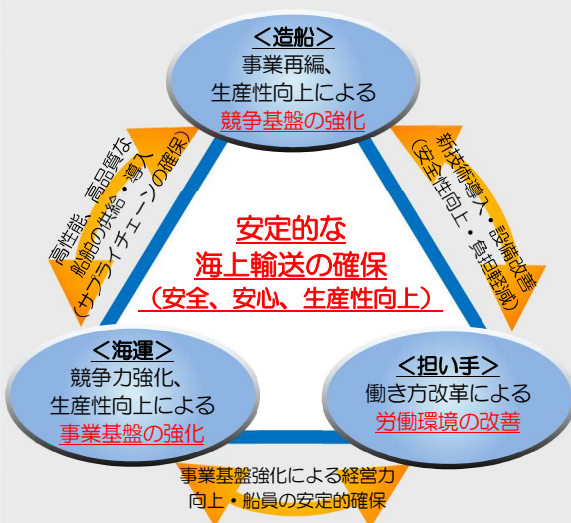 <造船>
事業再編、
生産性向上による
競争基盤の強化
高性能、高品質な
船舶の供給・導入
(サプライチェーンの確保)
新技術導入・設備改善
(安全性向上・負担軽減)
安定的な
海上輸送の確保
(安全、安心、生産性向上)
<海運>
競争力強化、
生産性向上による
事業基盤の強化
<担い手>
働き方改革による
労働環境の改善
事業基盤強化による経営力
向上・船員の安定的確保